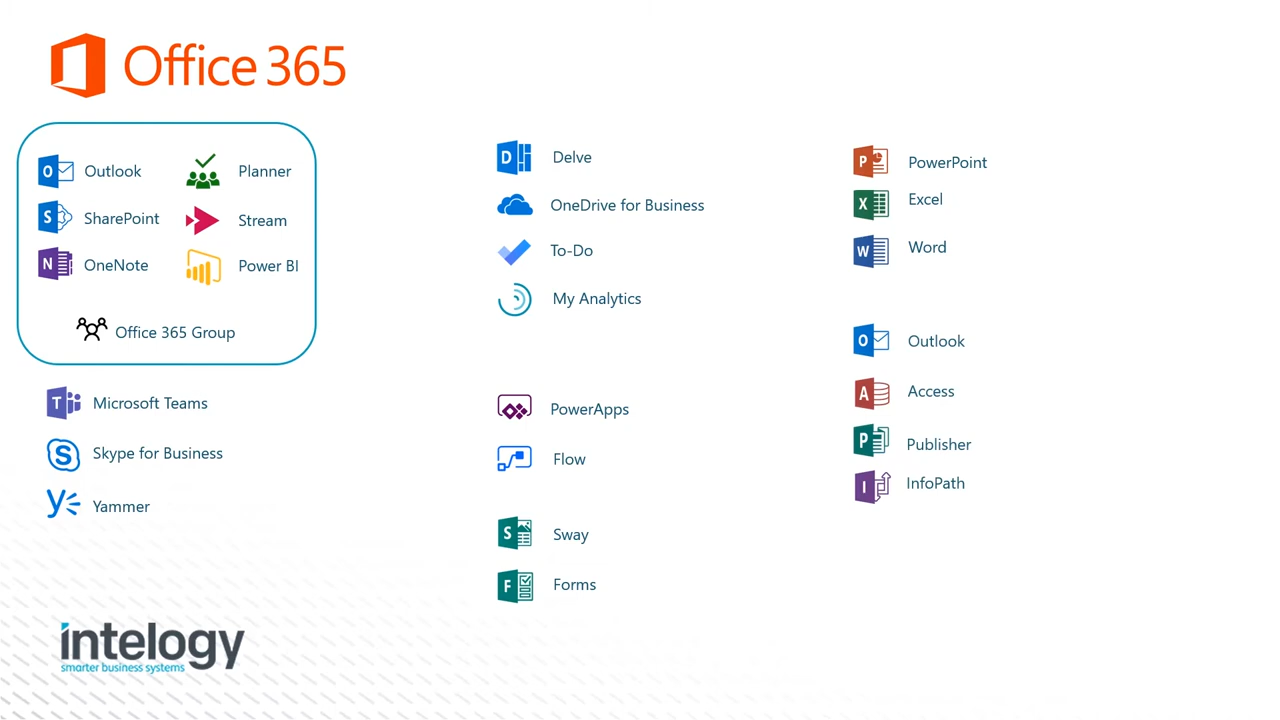 Office 365
Outlook
Planner
SharePoint
Stream
OneNote
Power BI
Office 365 Group
Microsoft Teams
Skype for Business
Yammer
Delve
OneDrive for Business
To-Do
My Analytics
PowerApps
Flow
Sway
Forms
PowerPoint
Excel
Word
Outlook
Access
Publisher
InfoPath
intelogy
smarter business systems